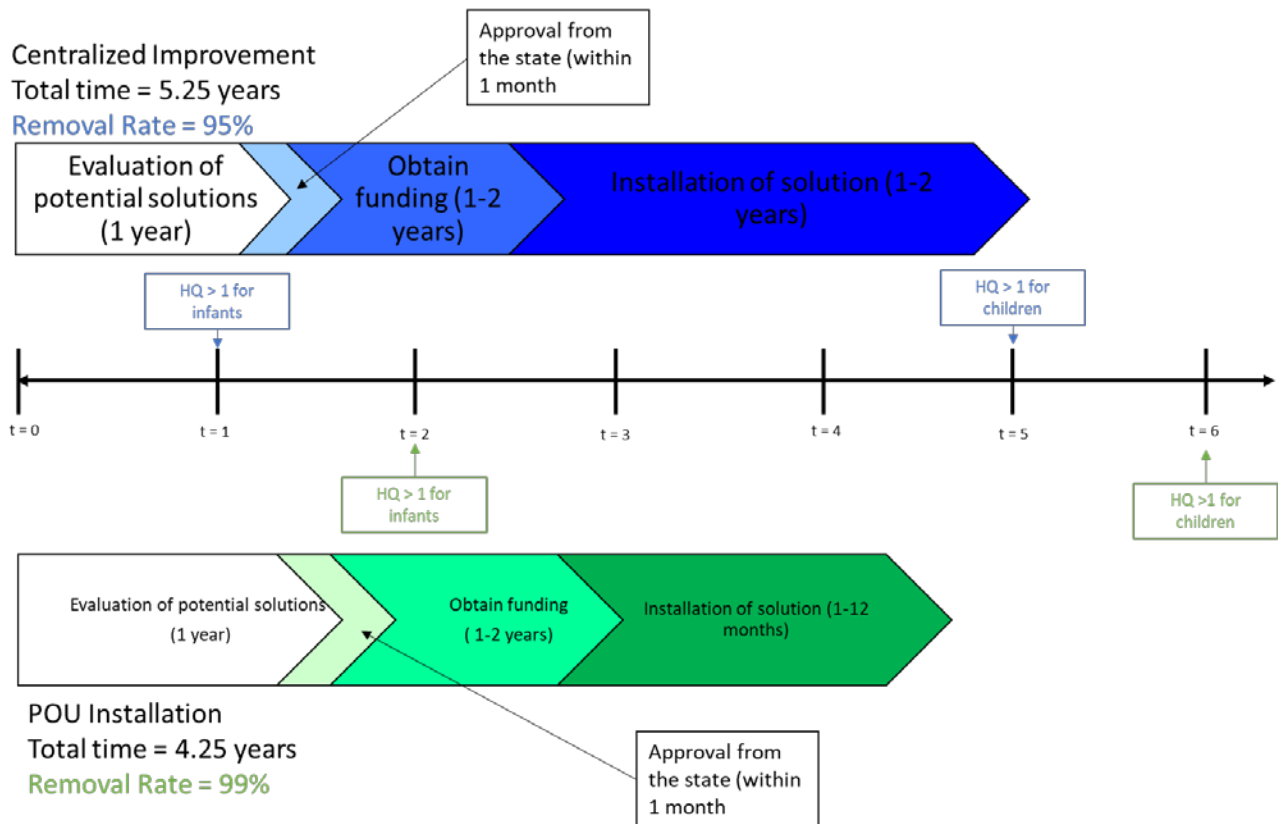 Approval from
the state (within
1 month
Centralized Improvement
Total time = 5.25 years
Removal Rate = 95%
Evaluation of
potential solutions
(1 year)
Obtain
funding (1-2
years)
Installation of solution (1-2
years)
HQ > 1 for
infants
HQ > 1 for
children
t = 0
t = 1
t = 2
t = 3
t = 4
t = 5
t = 6
HQ > 1 for
infants
HQ >1 for
children
Evaluation of potential solutions
(1 year)
Obtain funding
( 1-2 years)
Installation of solution (1-12
months)
POU Installation
Total time = 4.25 years
Removal Rate = 99%
Approval from
the state (within
1 month